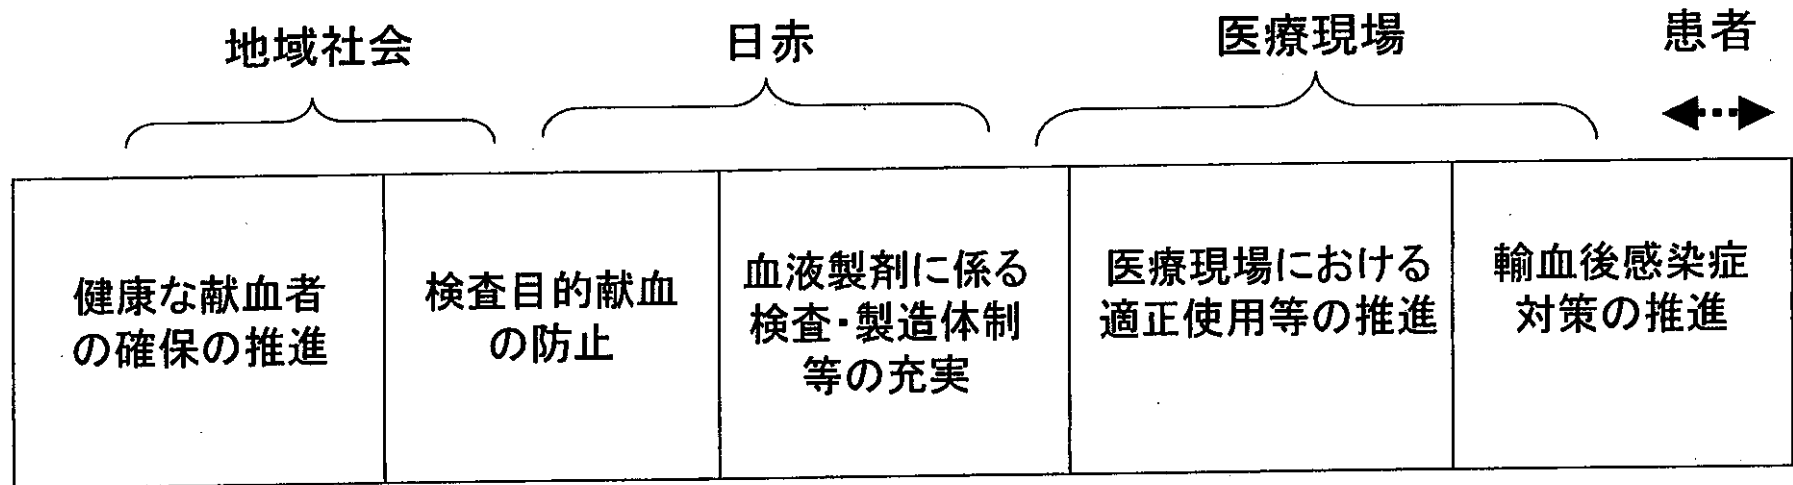 地域社会
日赤
医療現場
患者
健康な献血者
の確保の推進
検査目的献血
の防止
血液製剤に係る
検査・製造体制
等の充実
医療現場における
適正使用等の推進
輸血後感染症
対策の推進